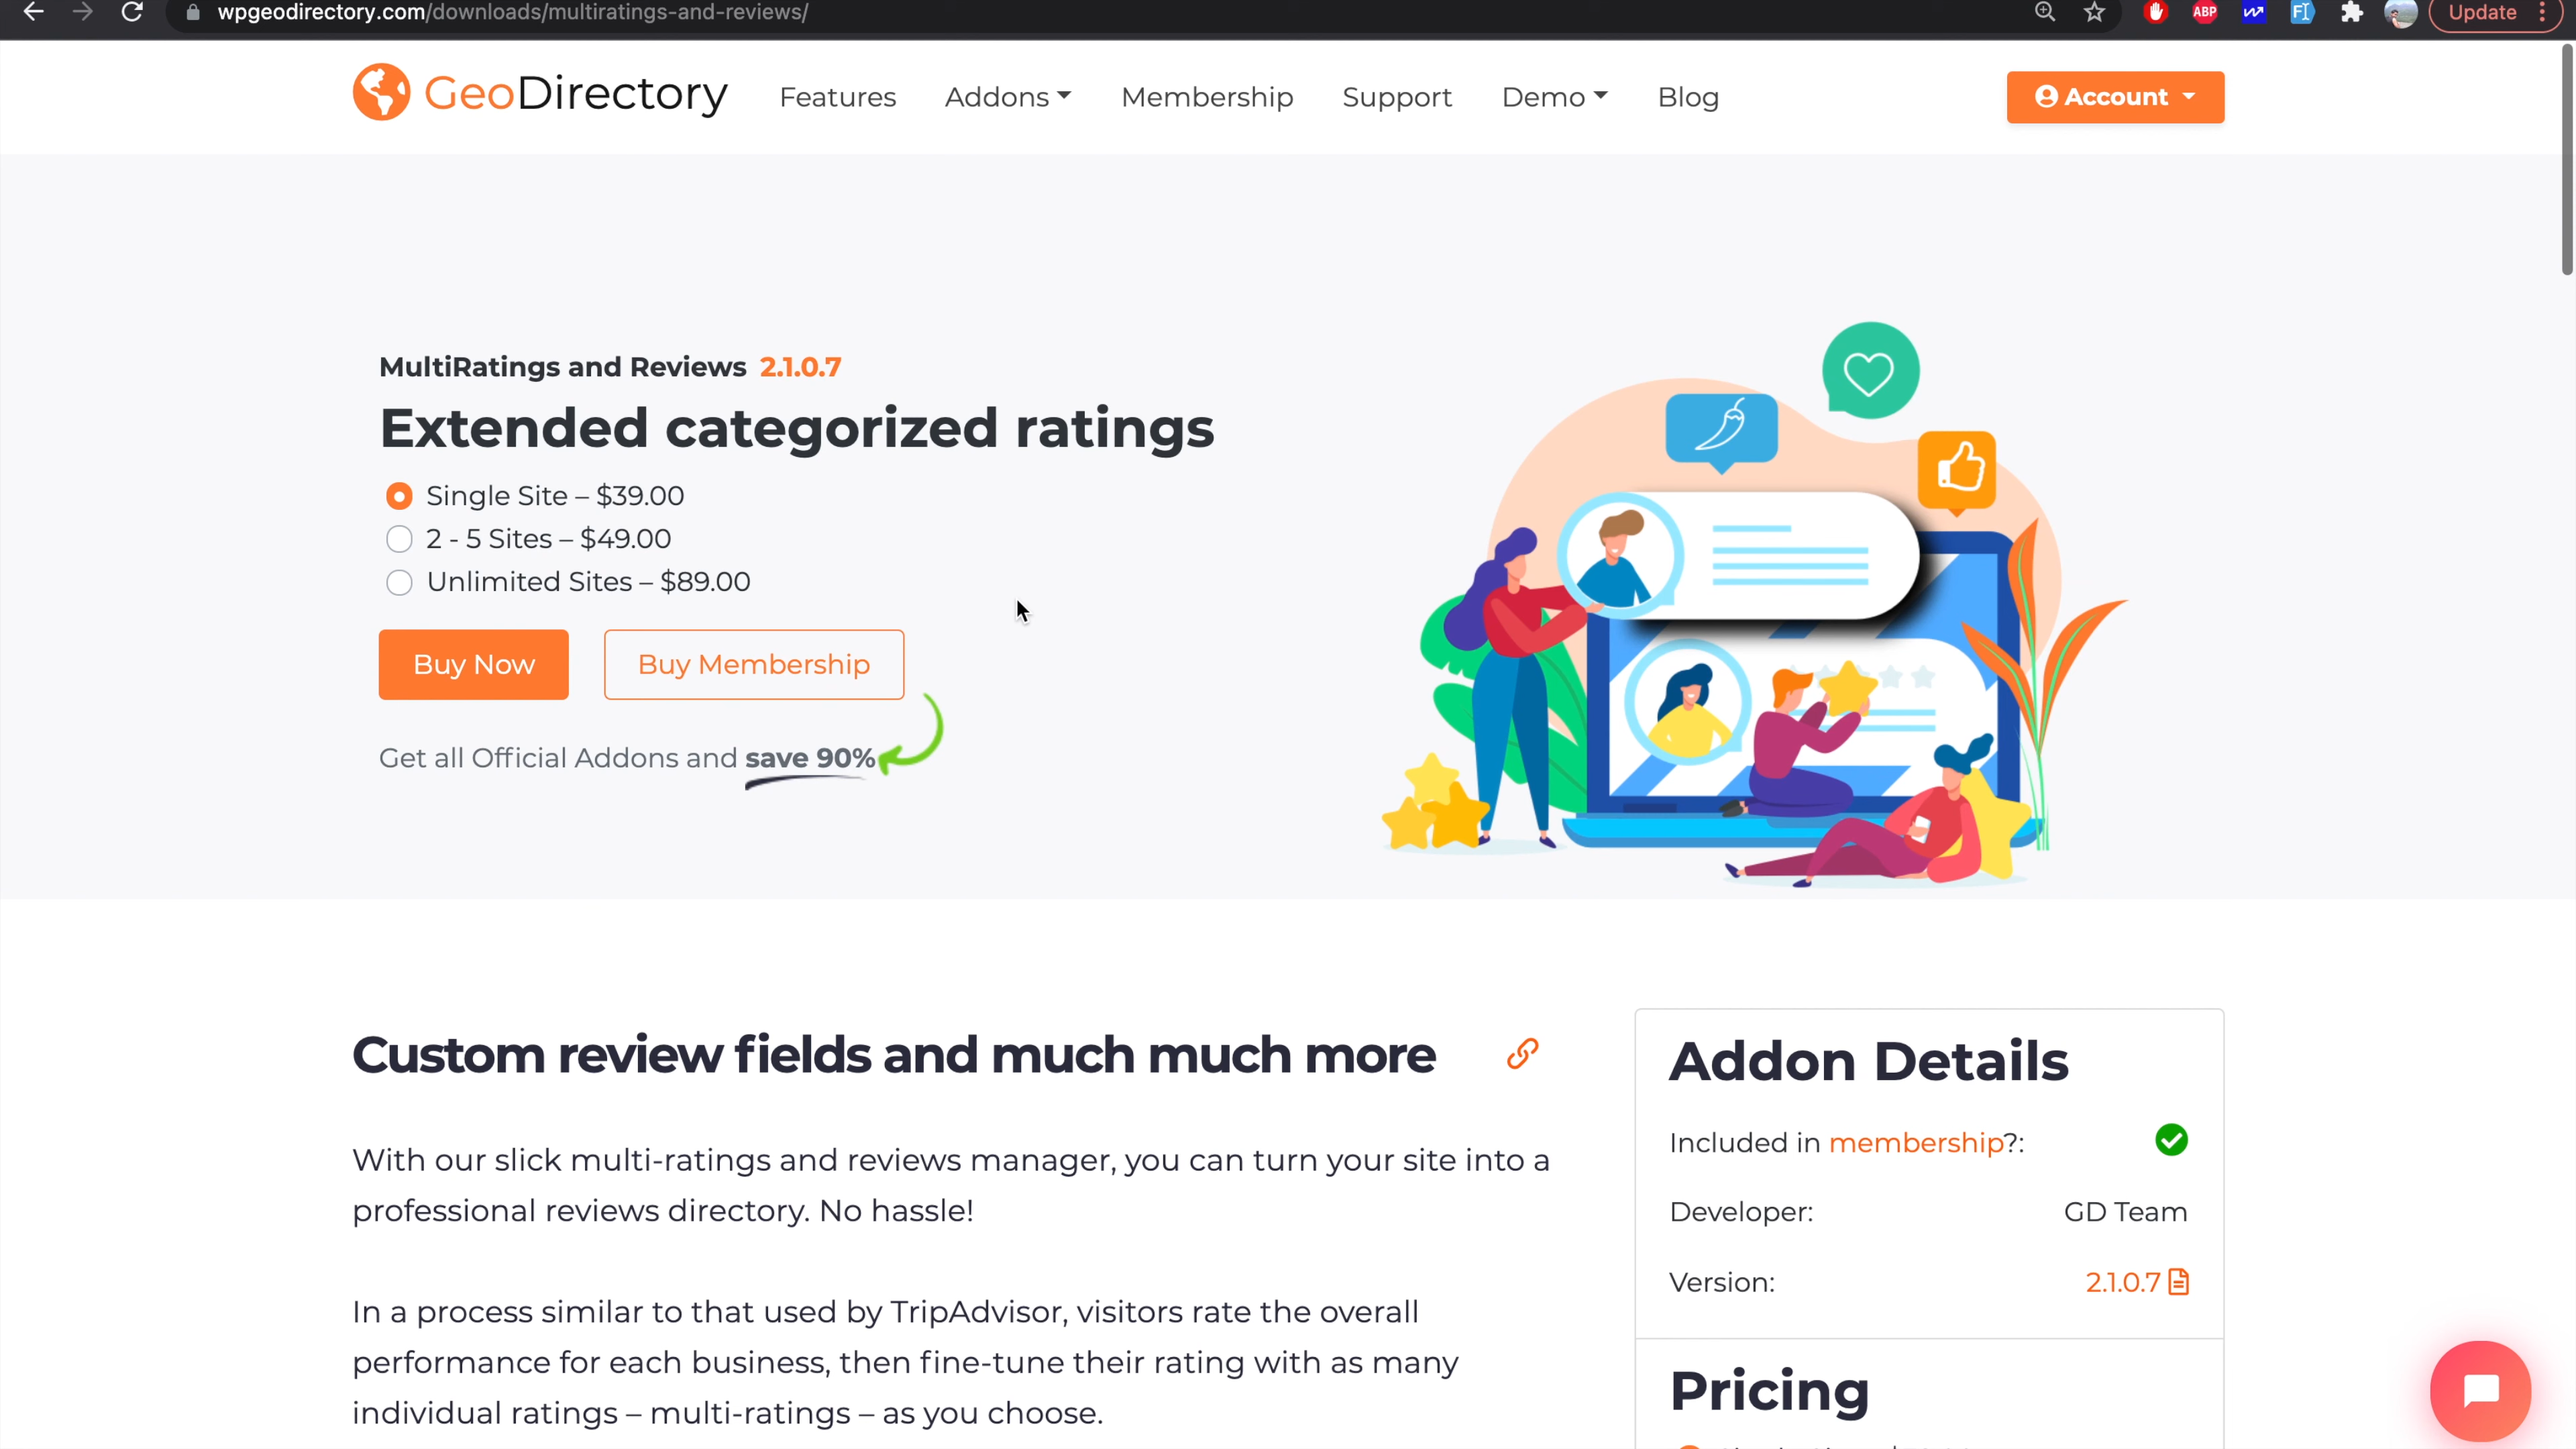 wpgeodirectory.com/downloads/multiratings-and-reviews/
ABP
Update
GeoDirectory
Features
Addons
Membership
Support
Demo
Blog
Account
MultiRatings and Reviews 2.1.0.7
Extended categorized ratings
Single Site – $39.00
2 - 5 Sites – $49.00
Unlimited Sites – $89.00
Buy Now
Buy Membership
Get all Official Addons and save 90%
Custom review fields and much much more
With our slick multi-ratings and reviews manager, you can turn your site into a
professional reviews directory. No hassle!
In a process similar to that used by TripAdvisor, visitors rate the overall
performance for each business, then fine-tune their rating with as many
individual ratings – multi-ratings – as you choose.
Addon Details
Included in membership?:
Developer: GD Team
Version: 2.1.0.7
Pricing